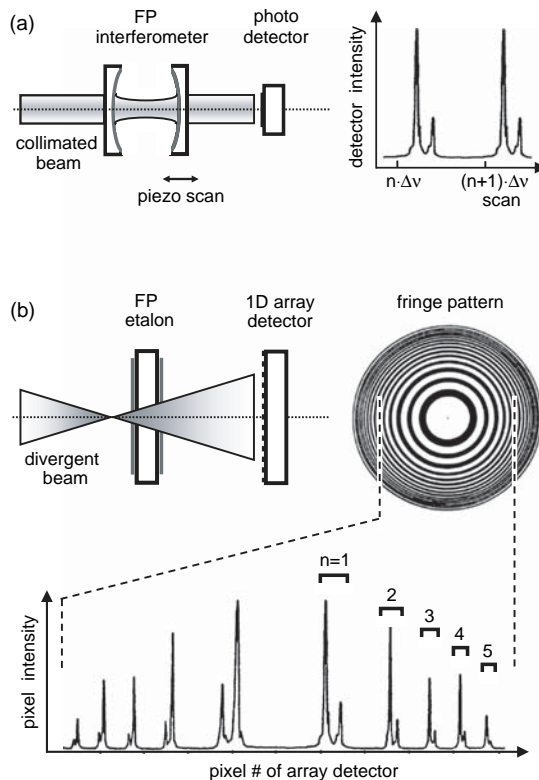 (a)
FP
interferometer
photo
detector
collimated
beam
piezo scan
detector intensity
n·Δν
(n+1)·Δν
scan
(b)
FP
etalon
1D array
detector
fringe pattern
divergent
beam
n=1
2
3
4
5
pixel intensity
pixel # of array detector